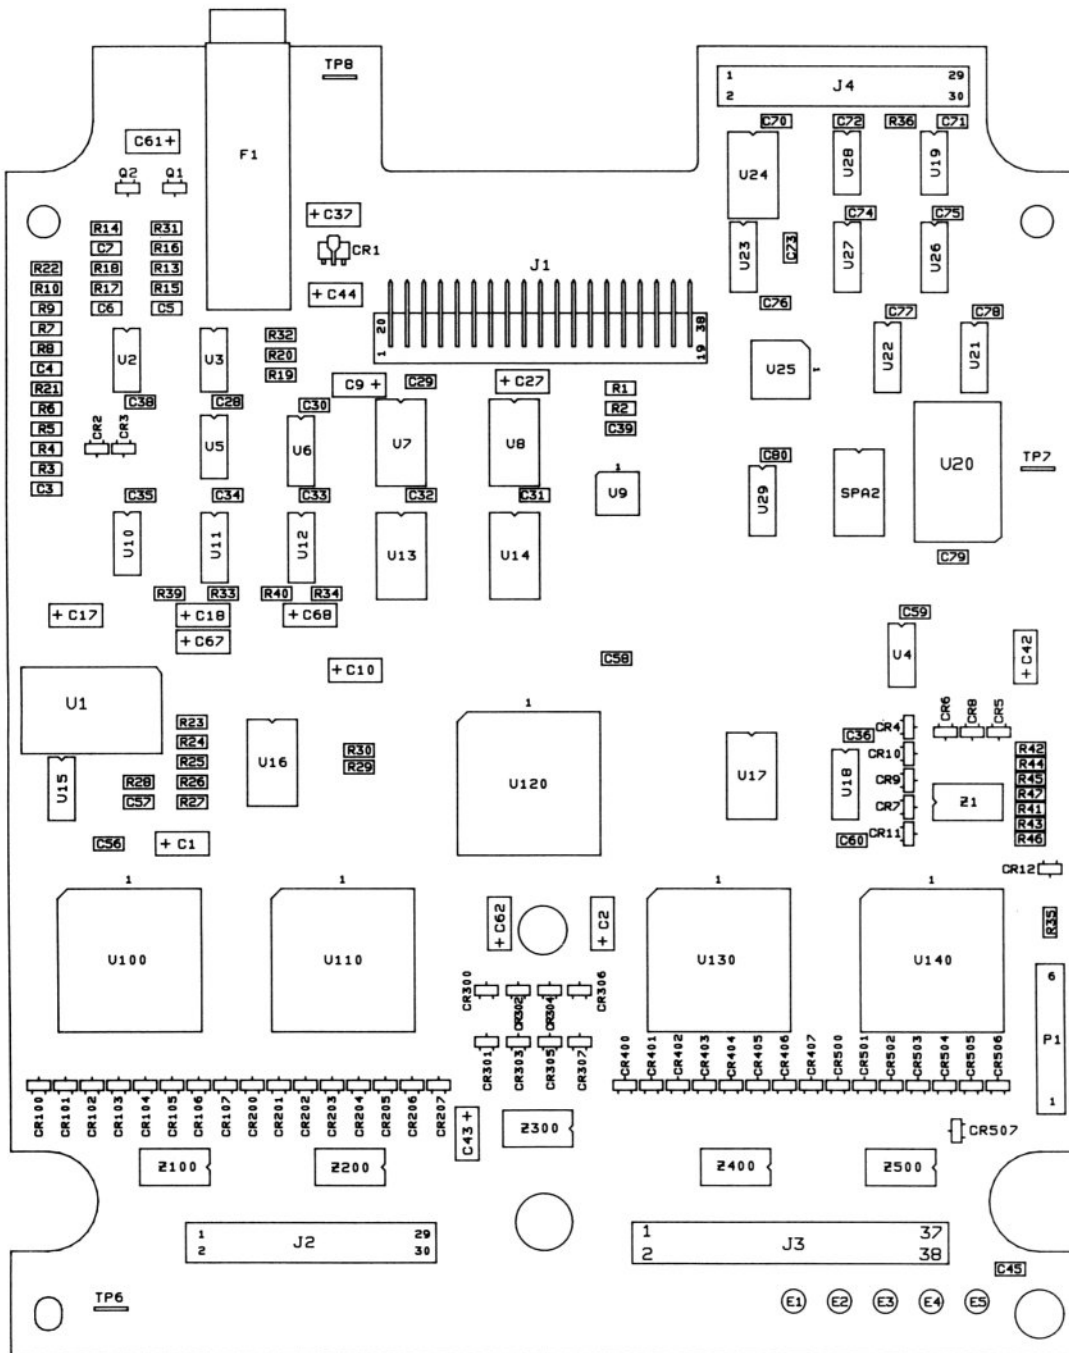 TP8
1 29
J4
2 30
C70 C72 R36 C71
C61+
F1
U24 U28 U19
Q2 Q1
+ C37
C74 C75
R14 R31
C7 R16
CR1
U23 C73 U27 U26
R22 R18 R13
J1
R10 R17 R15
+ C44
R9 C6 C5
C76
C77 C78
20 38
R7
R32
1 19
R8 U2 U3
R20
U22 U21
C4
R19
U25 1
R21
C9 + C29 + C27
R1
C38 C28 C30
R6
R2
CR2 CR3
R5
C39
R4
U5 U6 U7 U8
R3
C80
U20
TP7
1
C3
C35 C34 C33 C32 C31
U9
U29 SPA2
U10 U11 U12 U13 U14
C79
R39 R33 R40 R34
+ C17 + C18 + C68
C59
+ C67
C58
U4
+ C42
+ C10
U1
1
R23
CR4 CR6 CR8 CR5
R24
C36
R30
R42
CR10
R25
R29
R44
U15
R28 R26
U16 U120 U17 U18
CR9
R45
R47
C57 R27
CR7 Z1
R41
R43
C56
+ C1
C60
CR11
R46
1 1 1 1
CR12
+ C62 + C2
R35
U100 U110 U130 U140
CR300 CR302 CR304 CR306
6
P1
1
CR301 CR303 CR305 CR307
CR400 CR401 CR402 CR403 CR404 CR405 CR406 CR407 CR500 CR501 CR502 CR503 CR504 CR505 CR506
CR100 CR101 CR102 CR103 CR104 CR105 CR106 CR107 CR200 CR201 CR202 CR203 CR204 CR205 CR206 CR207
C43 +
Z300
CR507
Z100 Z200 Z400 Z500
1 29
J2
2 30
1 37
J3
2 38
C45
TP6
E1 E2 E3 E4 E5